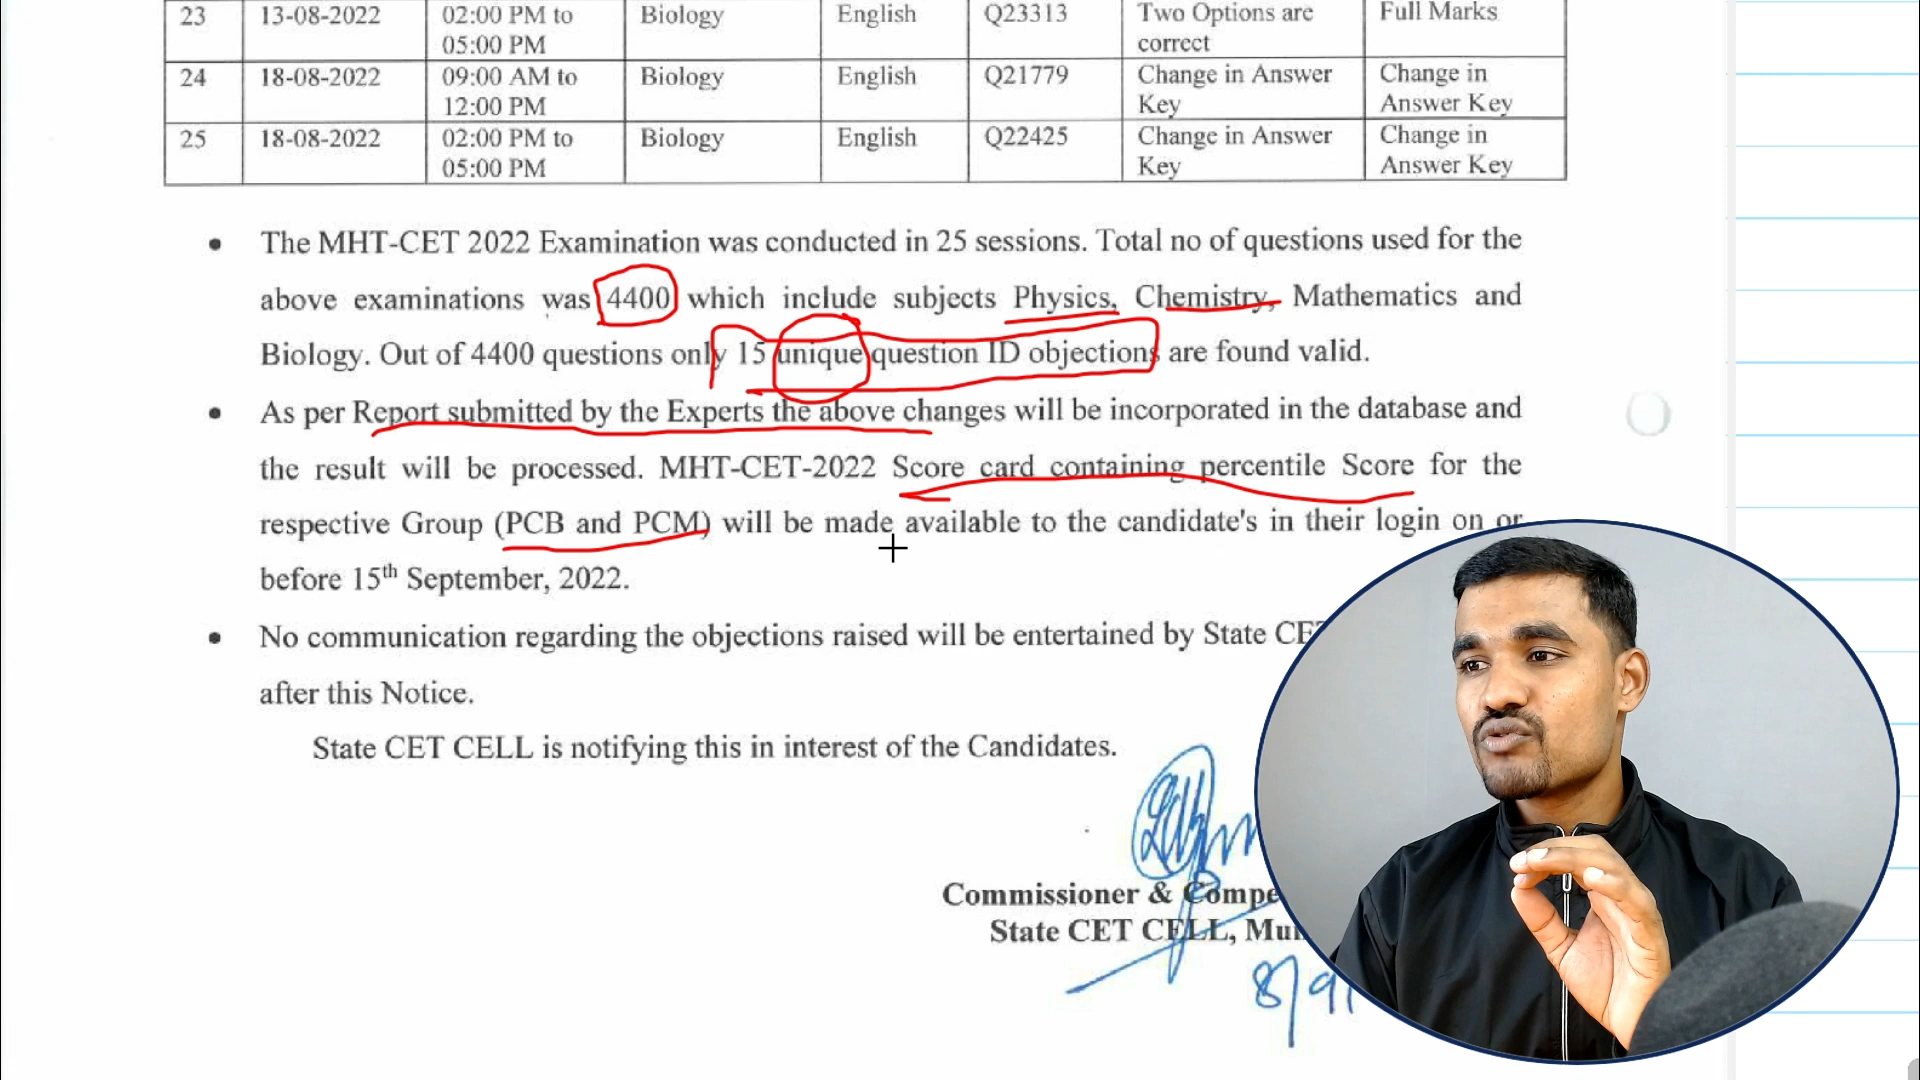 23 13-08-2022 02:00 PM to Biology English Q23313 Two Options are Full Marks
05:00 PM correct
24 18-08-2022 09:00 AM to Biology English Q21779 Change in Answer Change in
12:00 PM Key Answer Key
25 18-08-2022 02:00 PM to Biology English Q22425 Change in Answer Change in
05:00 PM Key Answer Key
• The MHT-CET 2022 Examination was conducted in 25 sessions. Total no of questions used for the
above examinations was 4400 which include subjects Physics, Chemistry, Mathematics and
Biology. Out of 4400 questions only 15 unique question ID objections are found valid.
• As per Report submitted by the Experts the above changes will be incorporated in the database and
the result will be processed. MHT-CET-2022 Score card containing percentile Score for the
respective Group (PCB and PCM) will be made available to the candidate's in their login on or
before 15th September, 2022.
• No communication regarding the objections raised will be entertained by State CET
after this Notice.
State CET CELL is notifying this in interest of the Candidates.
Commissioner & Compe
State CET CELL, Mum
8/9/